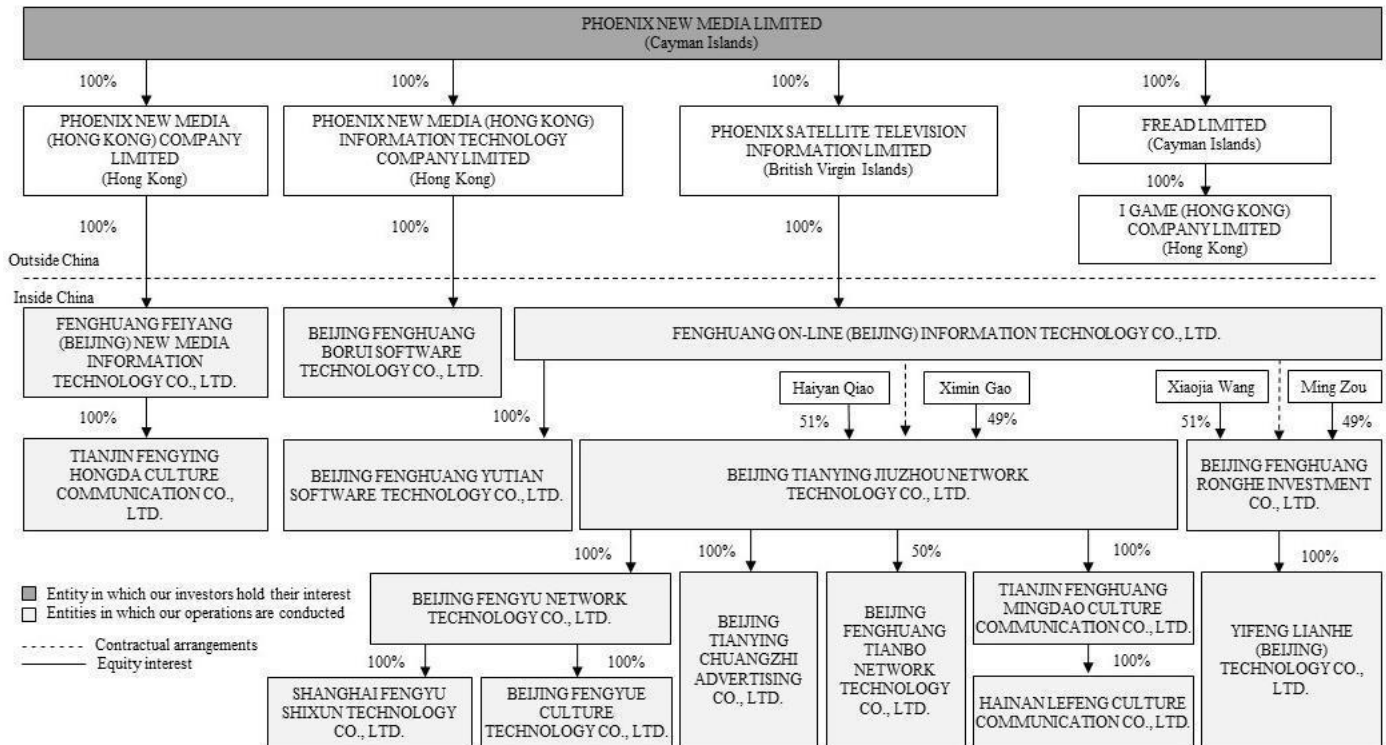 PHOENIX NEW MEDIA LIMITED
(Cayman Islands)
100%
100%
100%
100%
PHOENIX NEW MEDIA
(HONG KONG) COMPANY
LIMITED
(Hong Kong)
PHOENIX NEW MEDIA (HONG KONG)
INFORMATION TECHNOLOGY
COMPANY LIMITED
(Hong Kong)
PHOENIX SATELLITE TELEVISION
INFORMATION LIMITED
(British Virgin Islands)
FREAD LIMITED
(Cayman Islands)
100%
I GAME (HONG KONG)
COMPANY LIMITED
(Hong Kong)
100%
100%
100%
Outside China
Inside China
FENGHUANG FEIYANG
(BEIJING) NEW MEDIA
INFORMATION
TECHNOLOGY CO., LTD.
BEIJING FENGHUANG
BORUI SOFTWARE
TECHNOLOGY CO., LTD.
FENGHUANG ON-LINE (BEIJING) INFORMATION TECHNOLOGY CO., LTD.
Haiyan Qiao
Ximin Gao
Xiaojia Wang
Ming Zou
100%
100%
51%
49%
51%
49%
TIANJIN FENGYING
HONGDA CULTURE
COMMUNICATION CO.,
LTD.
BEIJING FENGHUANG YUTIAN
SOFTWARE TECHNOLOGY CO., LTD.
BEIJING TIANYING JIUZHOU NETWORK
TECHNOLOGY CO., LTD.
BEIJING FENGHUANG
RONGHE INVESTMENT
CO., LTD.
100%
100%
50%
100%
100%
BEIJING FENGYU NETWORK
TECHNOLOGY CO., LTD.
BEIJING
TIANYING
CHUANGZHI
ADVERTISING
CO., LTD.
BEIJING
FENGHUANG
TIANBO
NETWORK
TECHNOLOGY
CO., LTD.
TIANJIN FENGHUANG
MINGDAO CULTURE
COMMUNICATION CO., LTD.
YIFENG LIANHE
(BEIJING)
TECHNOLOGY CO.,
LTD.
100%
100%
100%
SHANGHAI FENGYU
SHIXUN TECHNOLOGY
CO., LTD.
BEIJING FENGYUE
CULTURE
TECHNOLOGY CO., LTD.
HAINAN LEFENG CULTURE
COMMUNICATION CO., LTD.
Entity in which our investors hold their interest
Entities in which our operations are conducted
Contractual arrangements
Equity interest